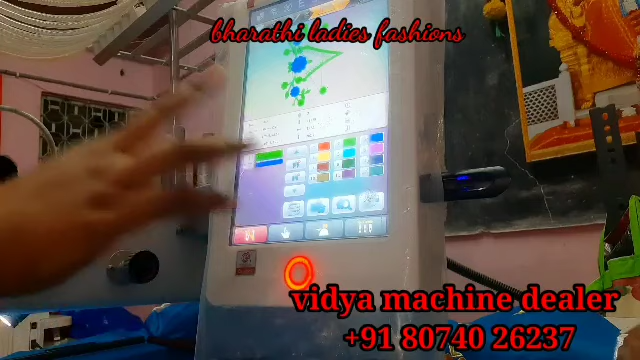 bharathi ladies fashions
vidya machine dealer
+91 80740 26237